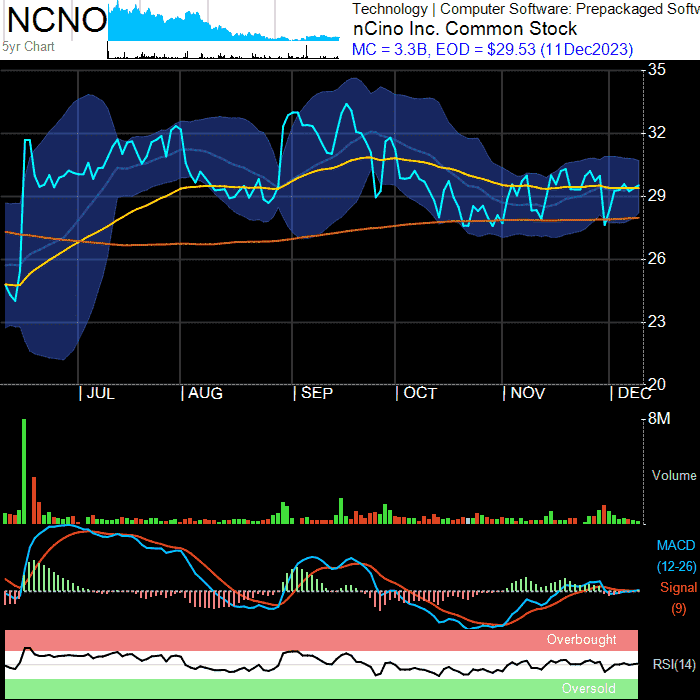 NCNO
5yr Chart
Technology | Computer Software: Prepackaged Softw
nCino Inc. Common Stock
MC = 3.3B, EOD = $29.53 (11Dec2023)
35
32
29
26
23
20
| JUL | AUG | SEP | OCT | NOV | DEC
8M
Volume
MACD
(12-26)
Signal
(9)
Overbought
RSI(14)
Oversold